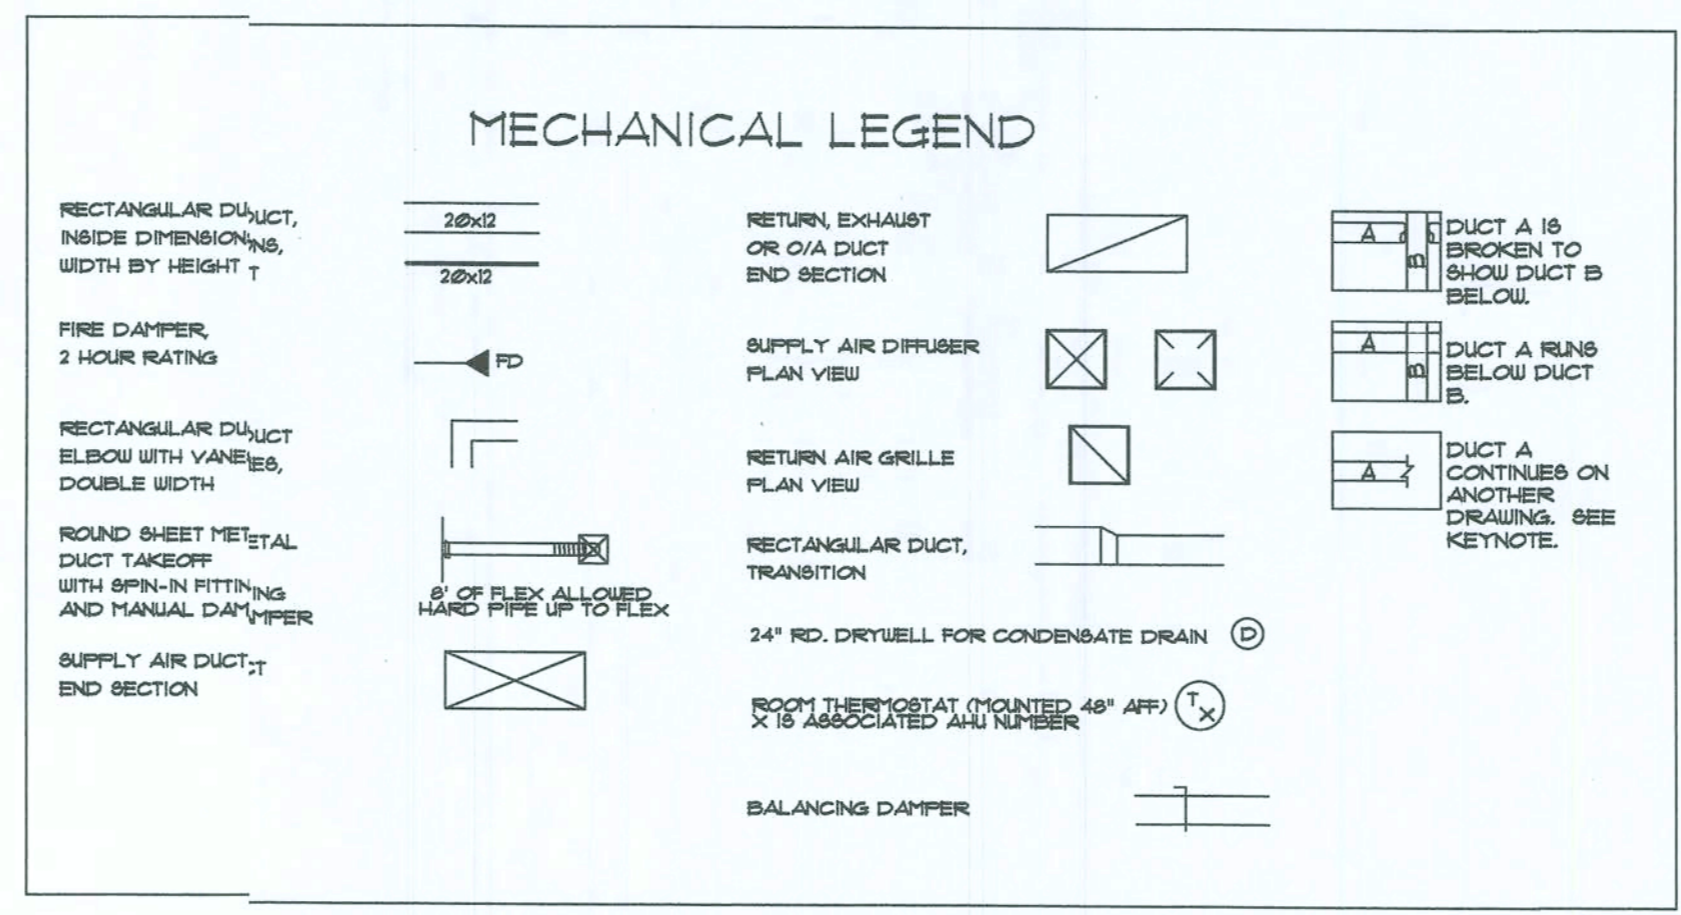 MECHANICAL LEGEND
RECTANGULAR DUCT,
INSIDE DIMENSIONS,
WIDTH BY HEIGHT
20x12
20x12
FIRE DAMPER,
2 HOUR RATING
FD
RECTANGULAR DUCT
ELBOW WITH VANES,
DOUBLE WIDTH
ROUND SHEET METAL
DUCT TAKEOFF
WITH SPIN-IN FITTING
AND MANUAL DAMPER
8' OF FLEX ALLOWED
HARD PIPE UP TO FLEX
SUPPLY AIR DUCT
END SECTION
RETURN, EXHAUST
OR O/A DUCT
END SECTION
SUPPLY AIR DIFFUSER
PLAN VIEW
RETURN AIR GRILLE
PLAN VIEW
RECTANGULAR DUCT,
TRANSITION
24" RD. DRYWELL FOR CONDENSATE DRAIN D
ROOM THERMOSTAT (MOUNTED 48" AFF)
X IS ASSOCIATED AHU NUMBER
T
X
BALANCING DAMPER
A
B
DUCT A IS
BROKEN TO
SHOW DUCT B
BELOW.
A
B
DUCT A RUNS
BELOW DUCT
B.
A
DUCT A
CONTINUES ON
ANOTHER
DRAWING. SEE
KEYNOTE.